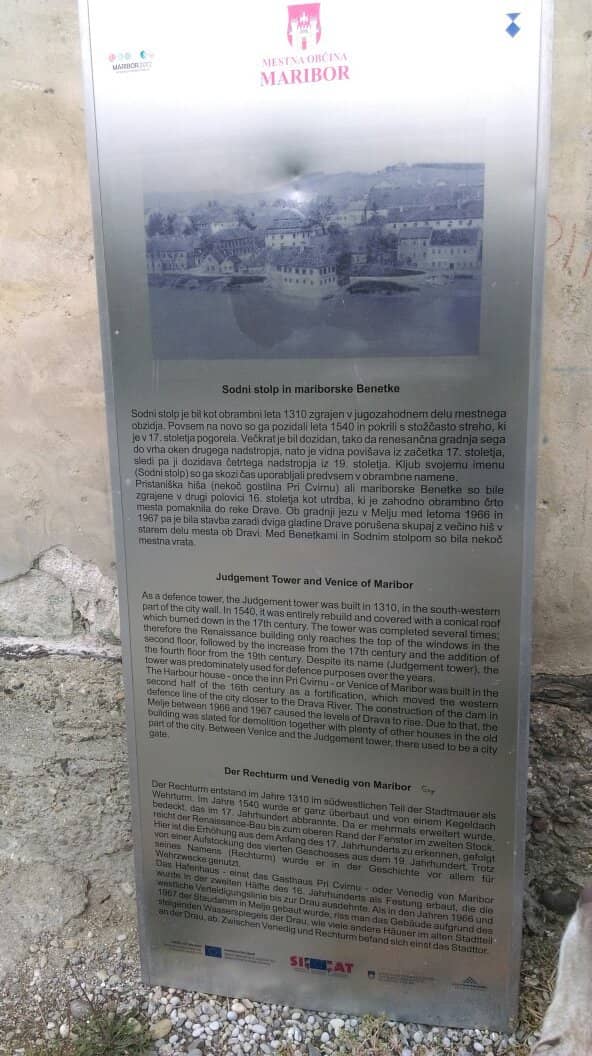 MARIBOR 2012
MESTNA OBČINA
MARIBOR
Sodni stolp in mariborske Benetke
Sodni stolp je bil kot obrambni leta 1310 zgrajen v jugozahodnem delu mestnega
obzidja. Povsem na novo so ga pozidali leta 1540 in pokrili s stožčasto streho, ki
je v 17. stoletja pogorela. Večkrat je bil dozidan, tako da renesančna gradnja sega
do vrha oken drugega nadstropja, nato je vidna povišava iz začetka 17. stoletja,
sledi pa ji dozidava četrtega nadstropja iz 19. stoletja. Kljub svojemu imenu
(Sodni stolp) so ga skozi čas uporabljali predvsem v obrambne namene.
Pristaniška hiša (nekoč gostilna Pri Cvirnu) ali mariborske Benetke so bile
zgrajene v drugi polovici 16. stoletja kot utrdba, ki je zahodno obrambno črto
mesta pomaknila do reke Drave. Ob gradnji jezu v Melju med letoma 1966 in
1967 pa je bila stavba zaradi dviga gladine Drave porušena skupaj z večino hiš v
starem delu mesta ob Dravi. Med Benetkami in Sodnim stolpom so bila nekoč
mestna vrata.
Judgement Tower and Venice of Maribor
As a defence tower, the Judgement tower was built in 1310, in the south-western
part of the city wall. In 1540, it was entirely rebuild and covered with a conical roof
which burned down in the 17th century. The tower was completed several times;
therefore the Renaissance building only reaches the top of the windows in the
second floor, followed by the increase from the 17th century and the addition of
the fourth floor from the 19th century. Despite its name (Judgement tower), the
tower was predominately used for defence purposes over the years.
The Harbour house - once the inn Pri Cvirnu - or Venice of Maribor was built in the
second half of the 16th century as a fortification, which moved the western
defence line of the city closer to the Drava River. The construction of the dam in
Melje between 1966 and 1967 caused the levels of Drava to rise. Due to that, the
building was slated for demolition together with plenty of other houses in the old
part of the city. Between Venice and the Judgement tower, there used to be a city
gate.
Der Rechturm und Venedig von Maribor
Der Rechturm entstand im Jahre 1310 im südwestlichen Teil der Stadtmauer als
Wehrturm. Im Jahre 1540 wurde er ganz überbaut und von einem Kegeldach
bedeckt, das im 17. Jahrhundert abbrannte. Da er mehrmals erweitert wurde,
reicht der Renaissance-Bau bis zum oberen Rand der Fenster im zweiten Stock.
Hier ist die Erhöhung aus dem Anfang des 17. Jahrhunderts zu erkennen, gefolgt
von einer Aufstockung des vierten Geschosses aus dem 19. Jahrhundert. Trotz
seines Namens (Rechturm) wurde er in der Geschichte vor allem für
Wehrzwecke genutzt.
Das Hafenhaus - einst das Gasthaus Pri Cvirnu - oder Venedig von Maribor
wurde in der zweiten Hälfte des 16. Jahrhunderts als Festung erbaut, die die
westliche Verteidigungslinie bis zur Drau ausdehnte. Als in den Jahren 1966 und
1967 der Staudamm in Melje gebaut wurde, riss man das Gebäude aufgrund des
steigenden Wasserspiegels der Drau, wie viele andere Häuser im alten Stadtteil
an der Drau, ab. Zwischen Venedig und Rechturm befand sich einst das Stadttor.